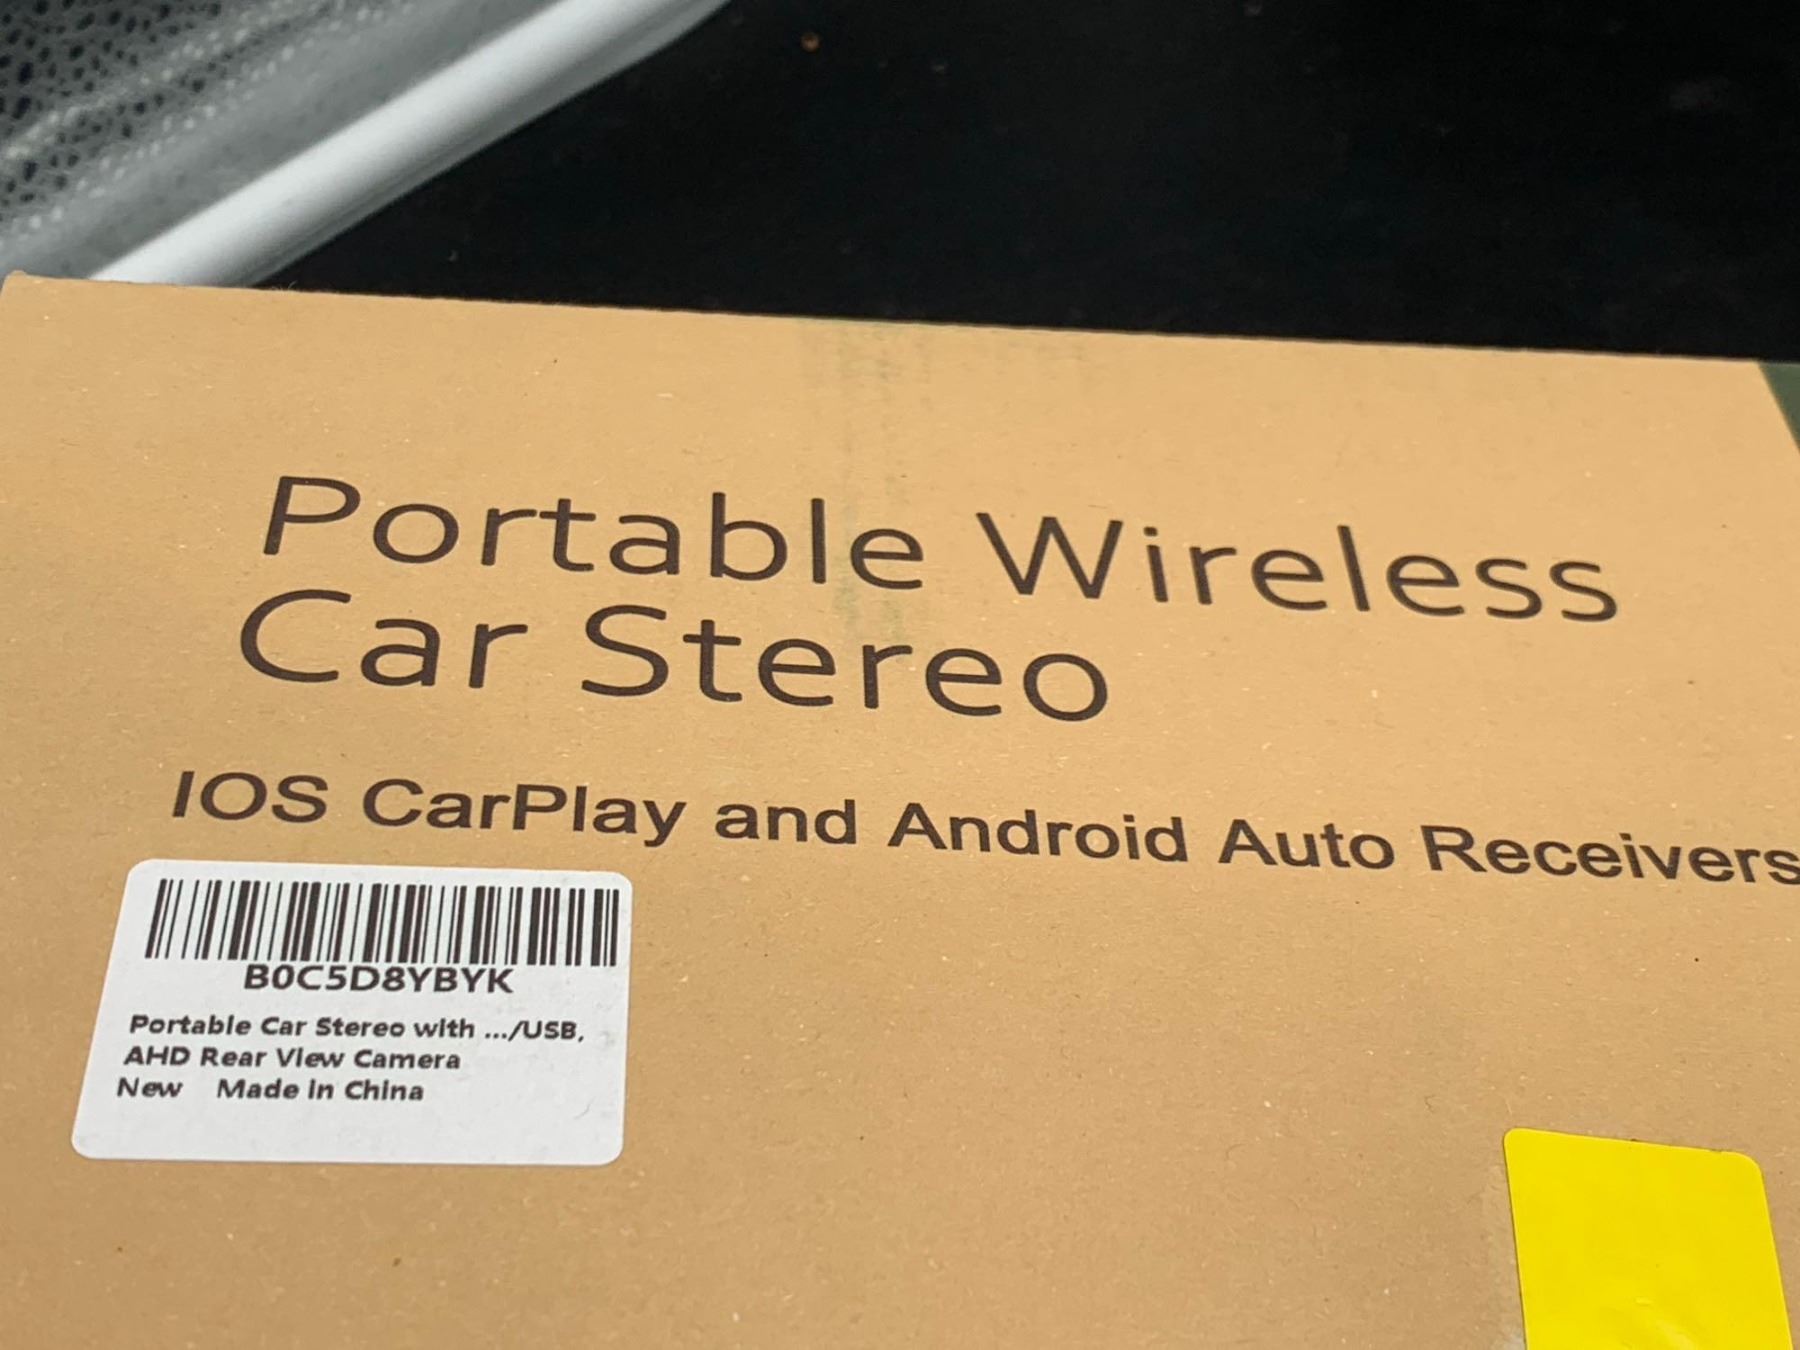 Portable Wireless
Car Stereo
IOS CarPlay and Android Auto Receivers
B0C5D8YBYK
Portable Car Stereo with .../USB,
AHD Rear View Camera
New Made in China